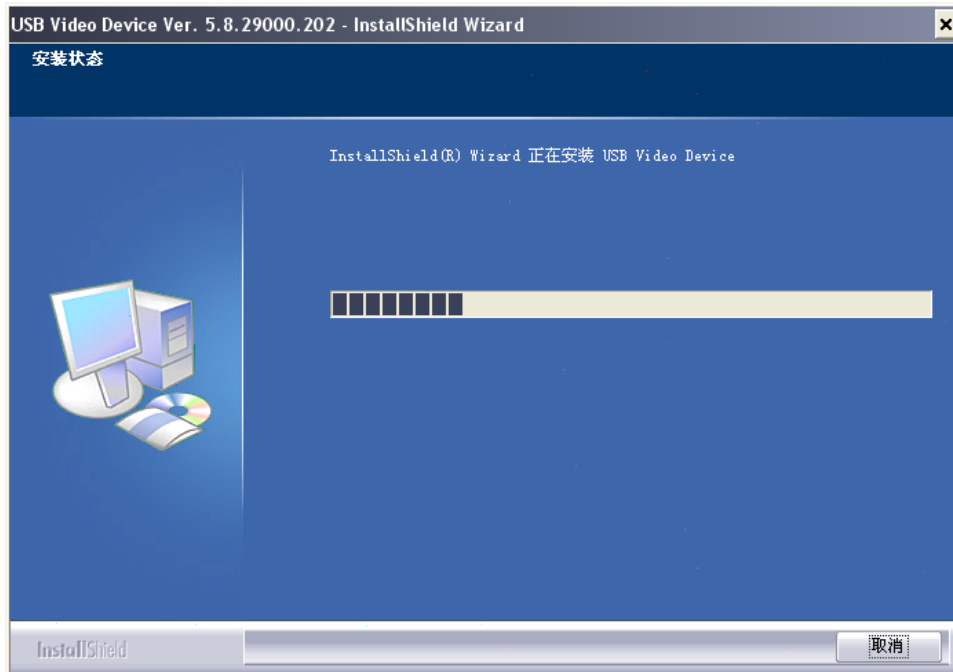 USB Video Device Ver. 5.8.29000.202 - InstallShield Wizard
安装状态
InstallShield(R) Wizard 正在安装 USB Video Device
InstallShield
取消